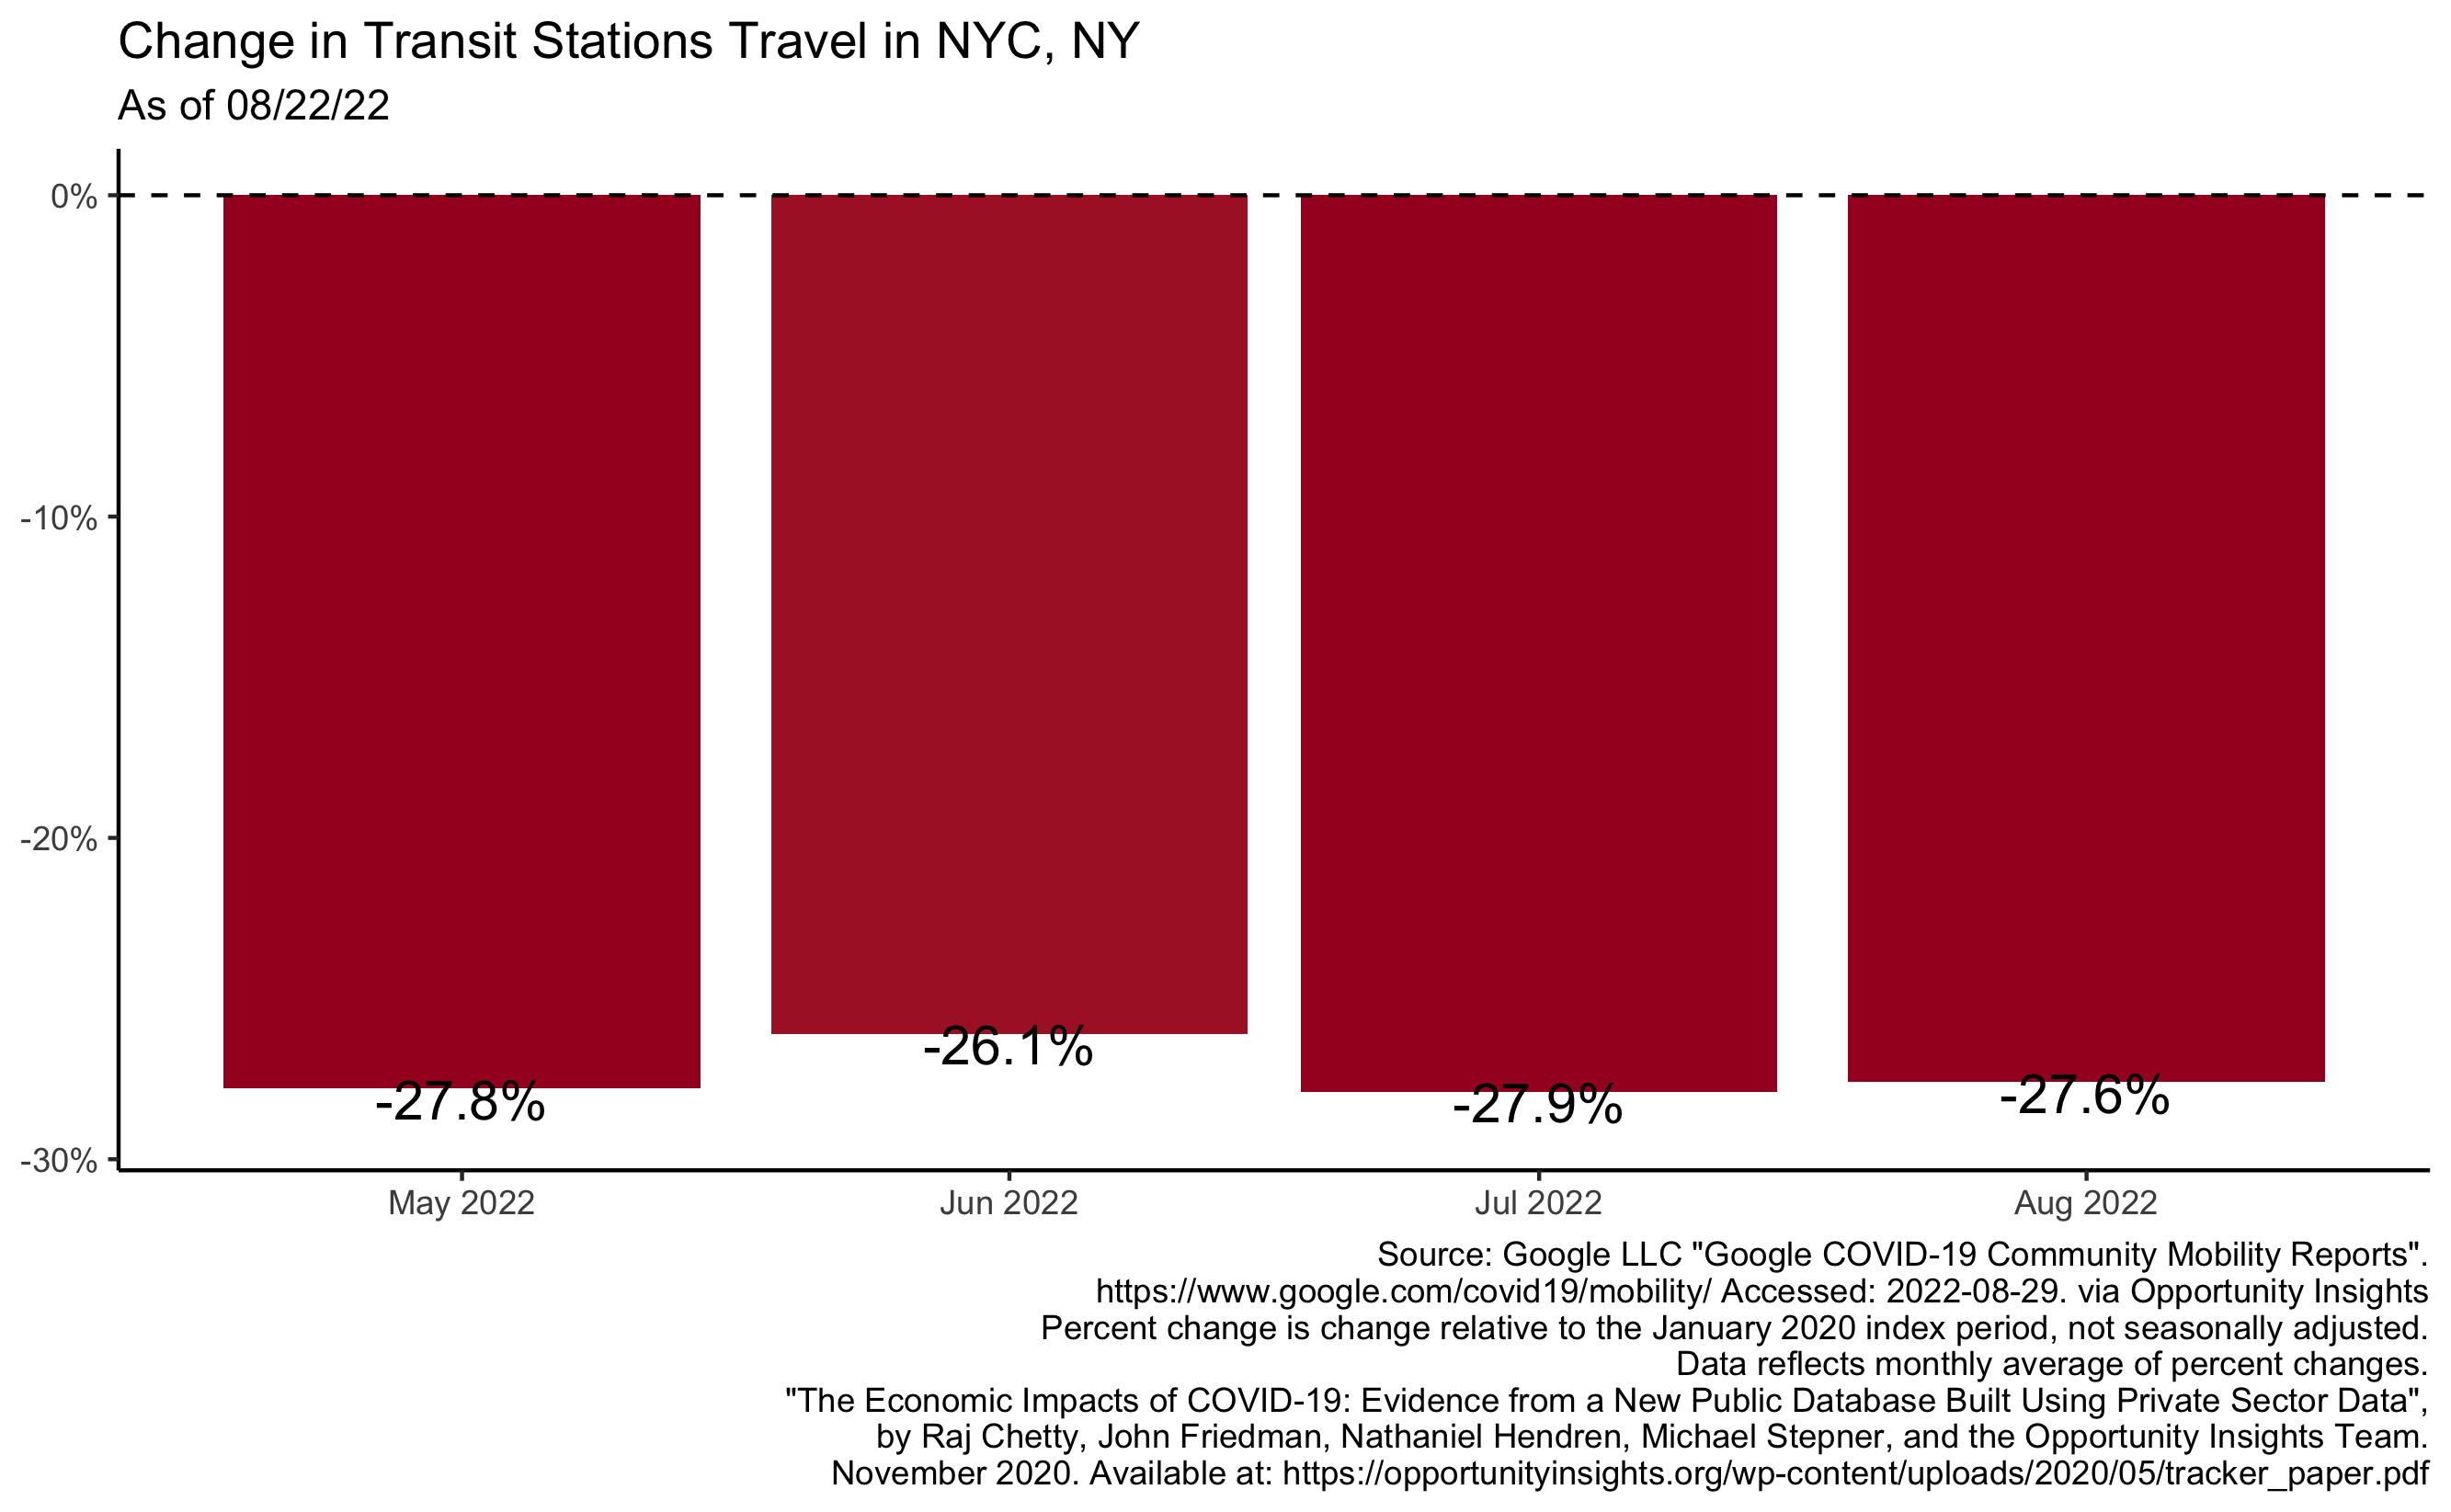 Change in Transit Stations Travel in NYC, NY
As of 08/22/22
0%
-10%
-20%
-30%
-27.8%
-26.1%
-27.9%
-27.6%
May 2022
Jun 2022
Jul 2022
Aug 2022
Source: Google LLC "Google COVID-19 Community Mobility Reports".
https://www.google.com/covid19/mobility/ Accessed: 2022-08-29. via Opportunity Insights
Percent change is change relative to the January 2020 index period, not seasonally adjusted.
Data reflects monthly average of percent changes.
"The Economic Impacts of COVID-19: Evidence from a New Public Database Built Using Private Sector Data",
by Raj Chetty, John Friedman, Nathaniel Hendren, Michael Stepner, and the Opportunity Insights Team.
November 2020. Available at: https://opportunityinsights.org/wp-content/uploads/2020/05/tracker_paper.pdf